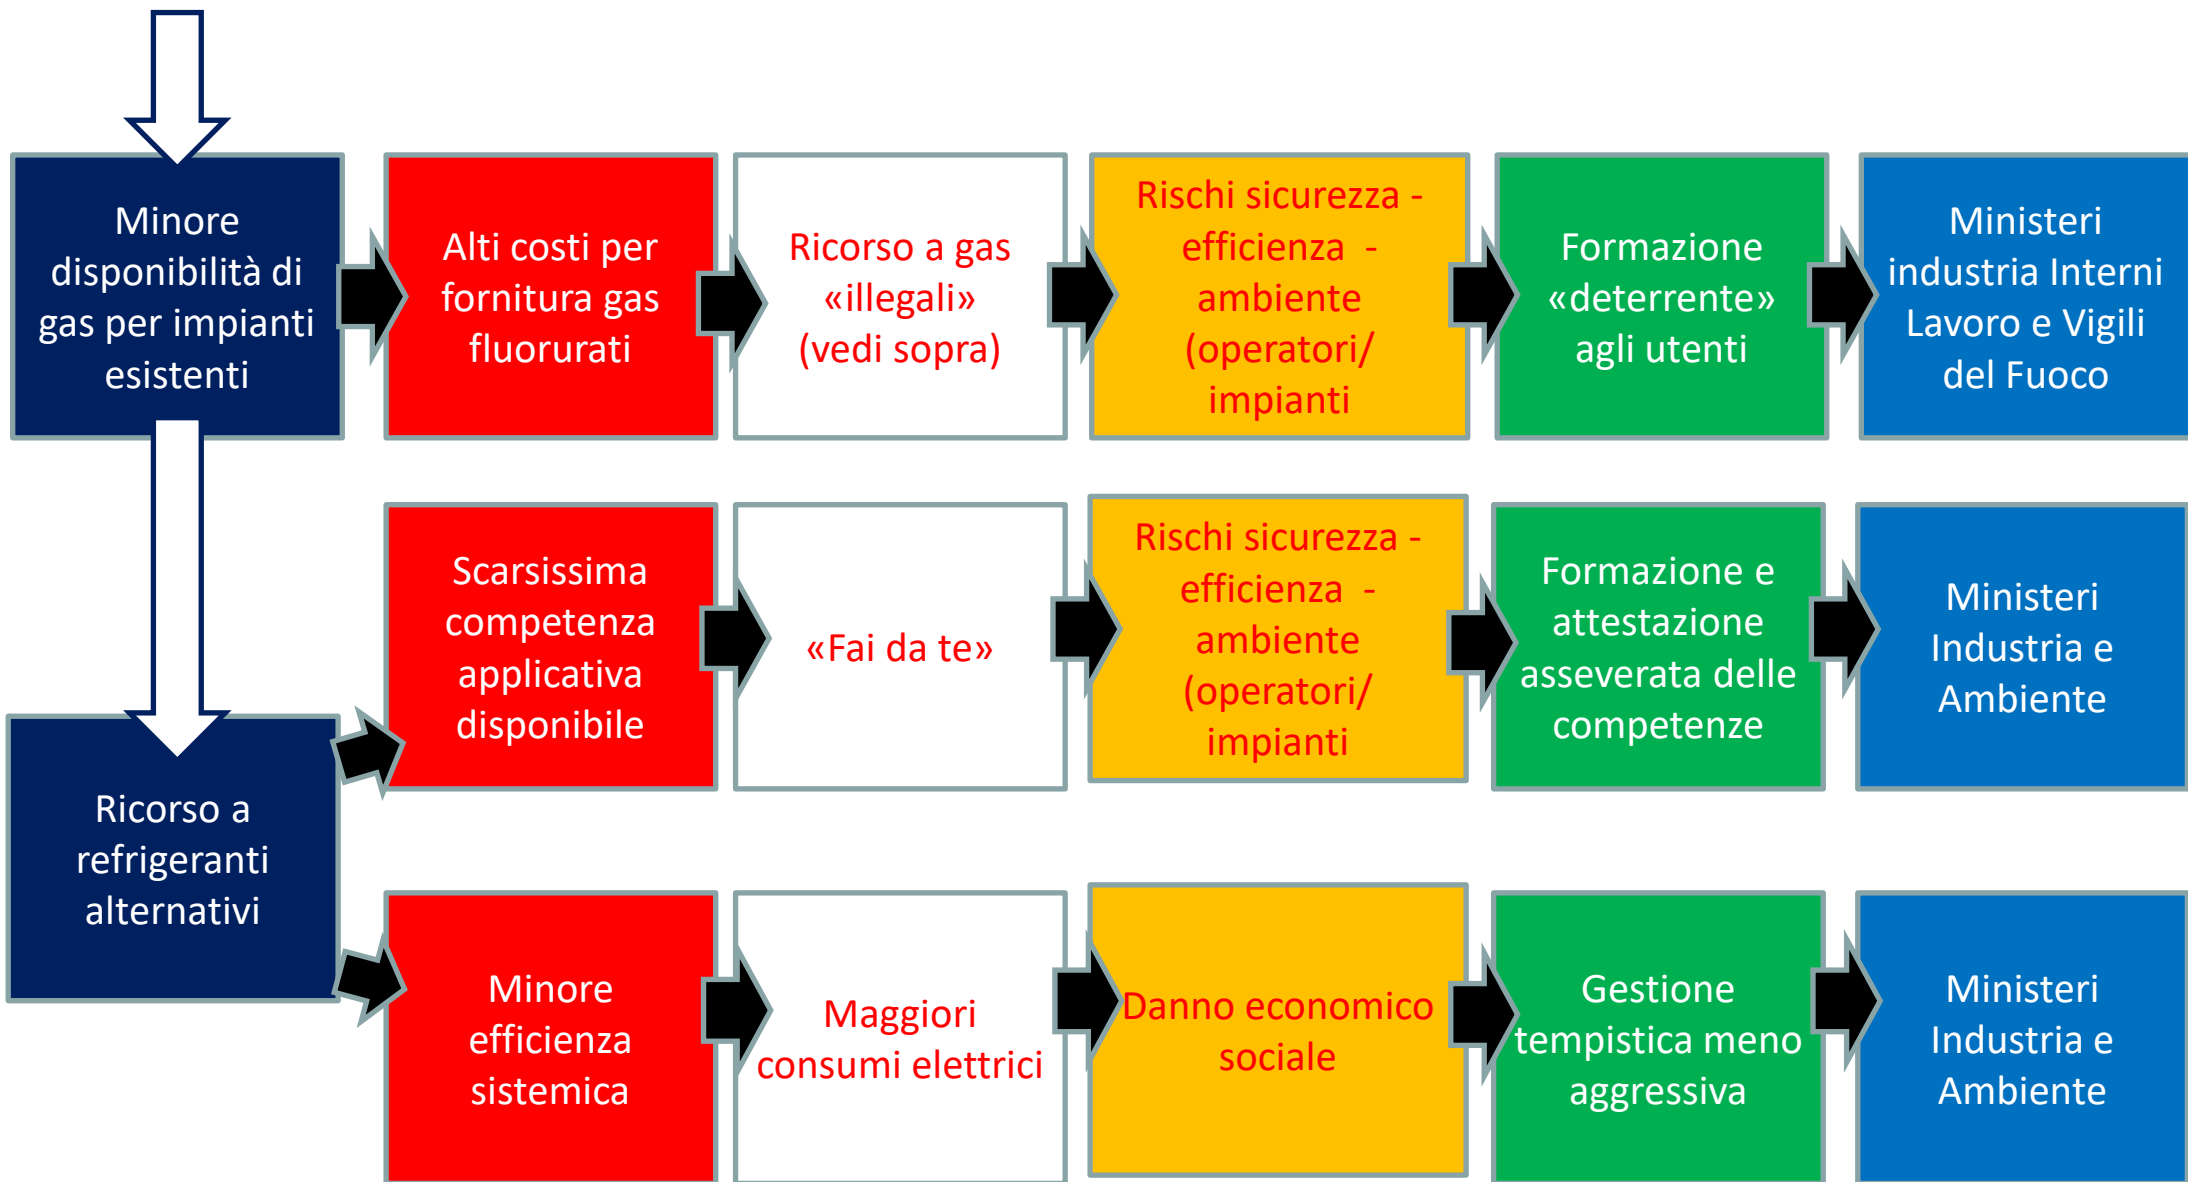 Minore
disponibilità di
gas per impianti
esistenti
Alti costi per
fornitura gas
fluorurati
Ricorso a gas
«illegali»
(vedi sopra)
Rischi sicurezza -
efficienza  -
ambiente
(operatori/
impianti
Formazione
«deterrente»
agli utenti
Ministeri
industria Interni
Lavoro e Vigili
del Fuoco
Ricorso a
refrigeranti
alternativi
Scarsissima
competenza
applicativa
disponibile
«Fai da te»
Rischi sicurezza -
efficienza  -
ambiente
(operatori/
impianti
Formazione e
attestazione
asseverata delle
competenze
Ministeri
Industria e
Ambiente
Minore
efficienza
sistemica
Maggiori
consumi elettrici
Danno economico
sociale
Gestione
tempistica meno
aggressiva
Ministeri
Industria e
Ambiente